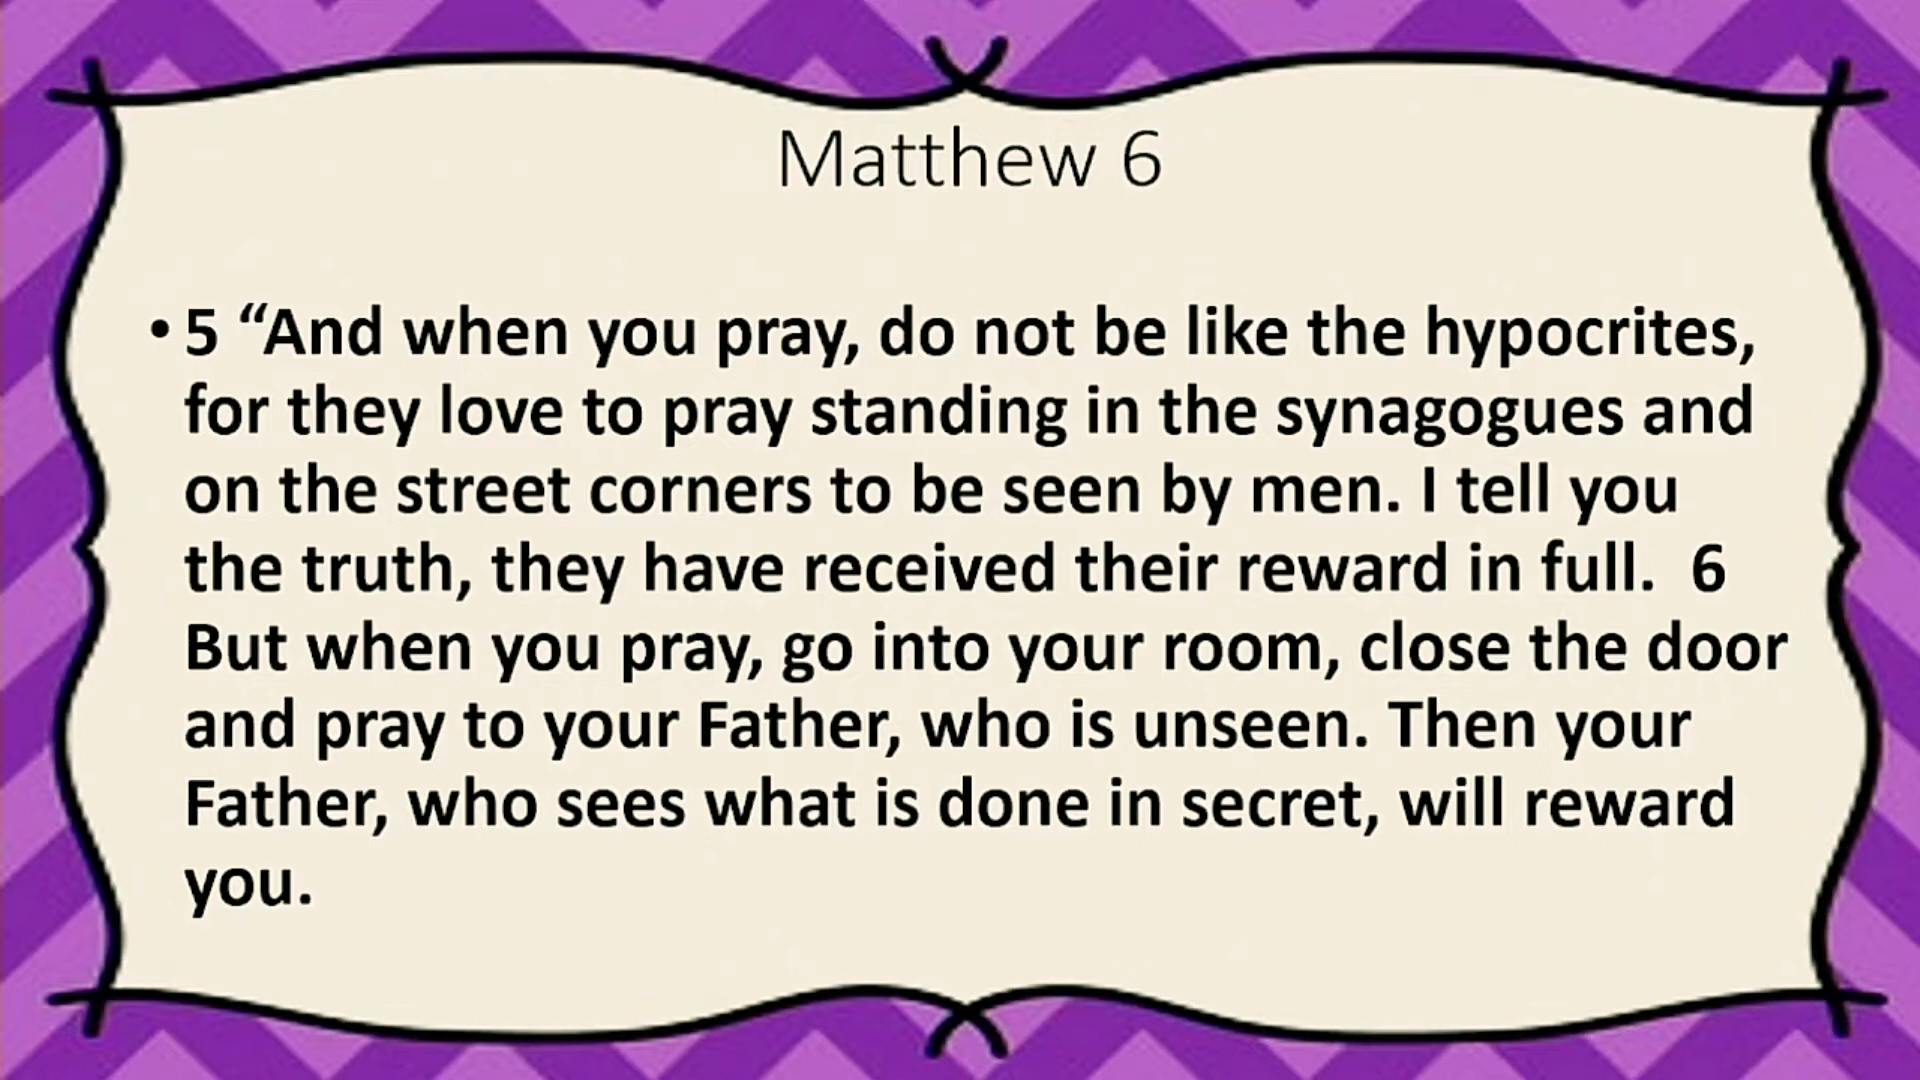 Matthew 6
• 5 “And when you pray, do not be like the hypocrites,
for they love to pray standing in the synagogues and
on the street corners to be seen by men. I tell you
the truth, they have received their reward in full.  6
But when you pray, go into your room, close the door
and pray to your Father, who is unseen. Then your
Father, who sees what is done in secret, will reward
you.